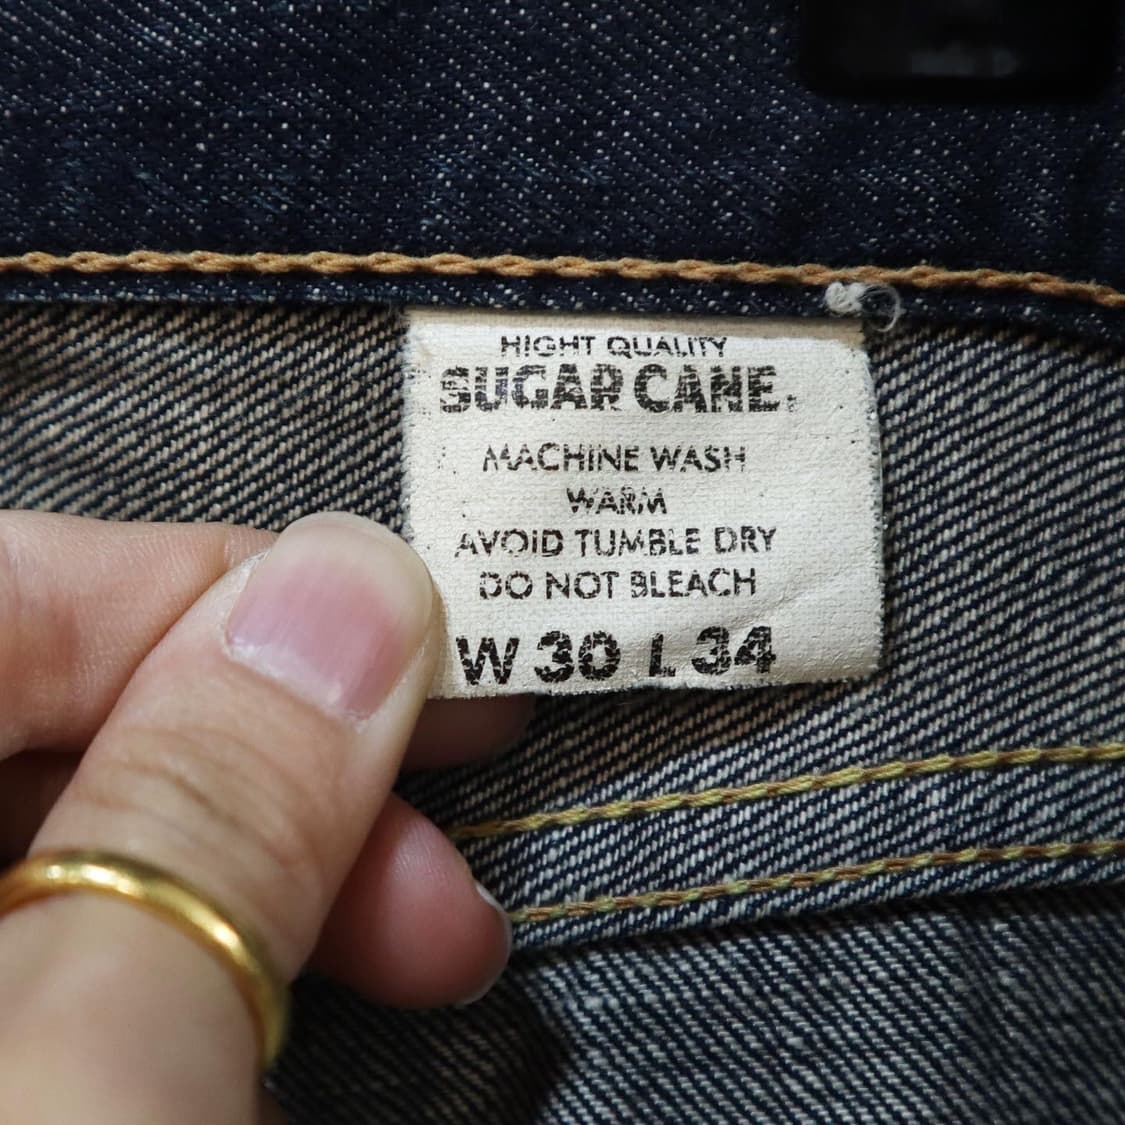 HIGHT QUALITY
SUGAR CANE.
MACHINE WASH
WARM
AVOID TUMBLE DRY
DO NOT BLEACH
W 30 L 34